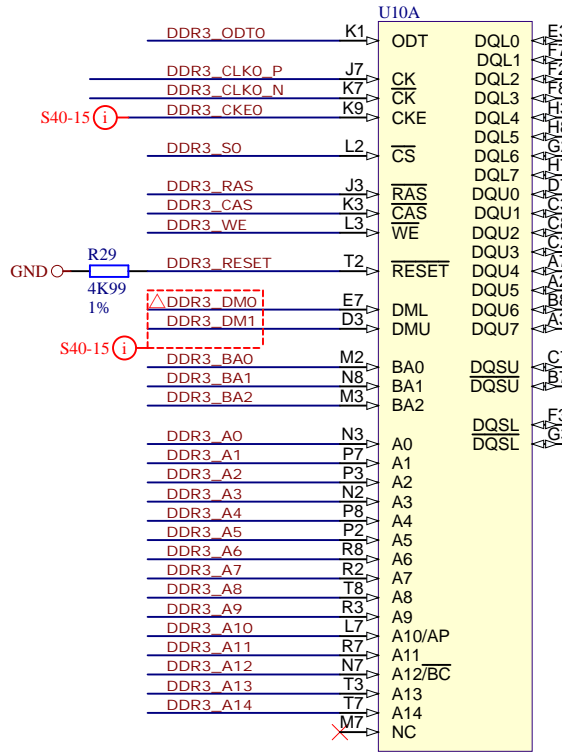 U10A
DDR3_ODT0 K1 ODT DQL0 E3
DQL1
DDR3_CLK0_P J7 CK DQL2
DDR3_CLK0_N K7 CK DQL3
S40-15 i DDR3_CKE0 K9 CKE DQL4
DQL5
DDR3_S0 L2 CS DQL6
DQL7
DDR3_RAS J3 RAS DQU0
DDR3_CAS K3 CAS DQU1
DDR3_WE L3 WE DQU2
DQU3
R29
GND DDR3_RESET T2 RESET DQU4
4K99 DQU5
1% DDR3_DM0 E7 DML DQU6 B8
DDR3_DM1 D3 DMU DQU7 A3
S40-15 i
DDR3_BA0 M2 BA0 DQSU
DDR3_BA1 N8 BA1 DQSU
DDR3_BA2 M3 BA2
DQSL F3
DDR3_A0 N3 A0 DQSL
DDR3_A1 P7 A1
DDR3_A2 P3 A2
DDR3_A3 N2 A3
DDR3_A4 P8 A4
DDR3_A5 P2 A5
DDR3_A6 R8 A6
DDR3_A7 R2 A7
DDR3_A8 T8 A8
DDR3_A9 R3 A9
DDR3_A10 L7 A10/AP
DDR3_A11 R7 A11
DDR3_A12 N7 A12/BC
DDR3_A13 T3 A13
DDR3_A14 T7 A14
M7 NC